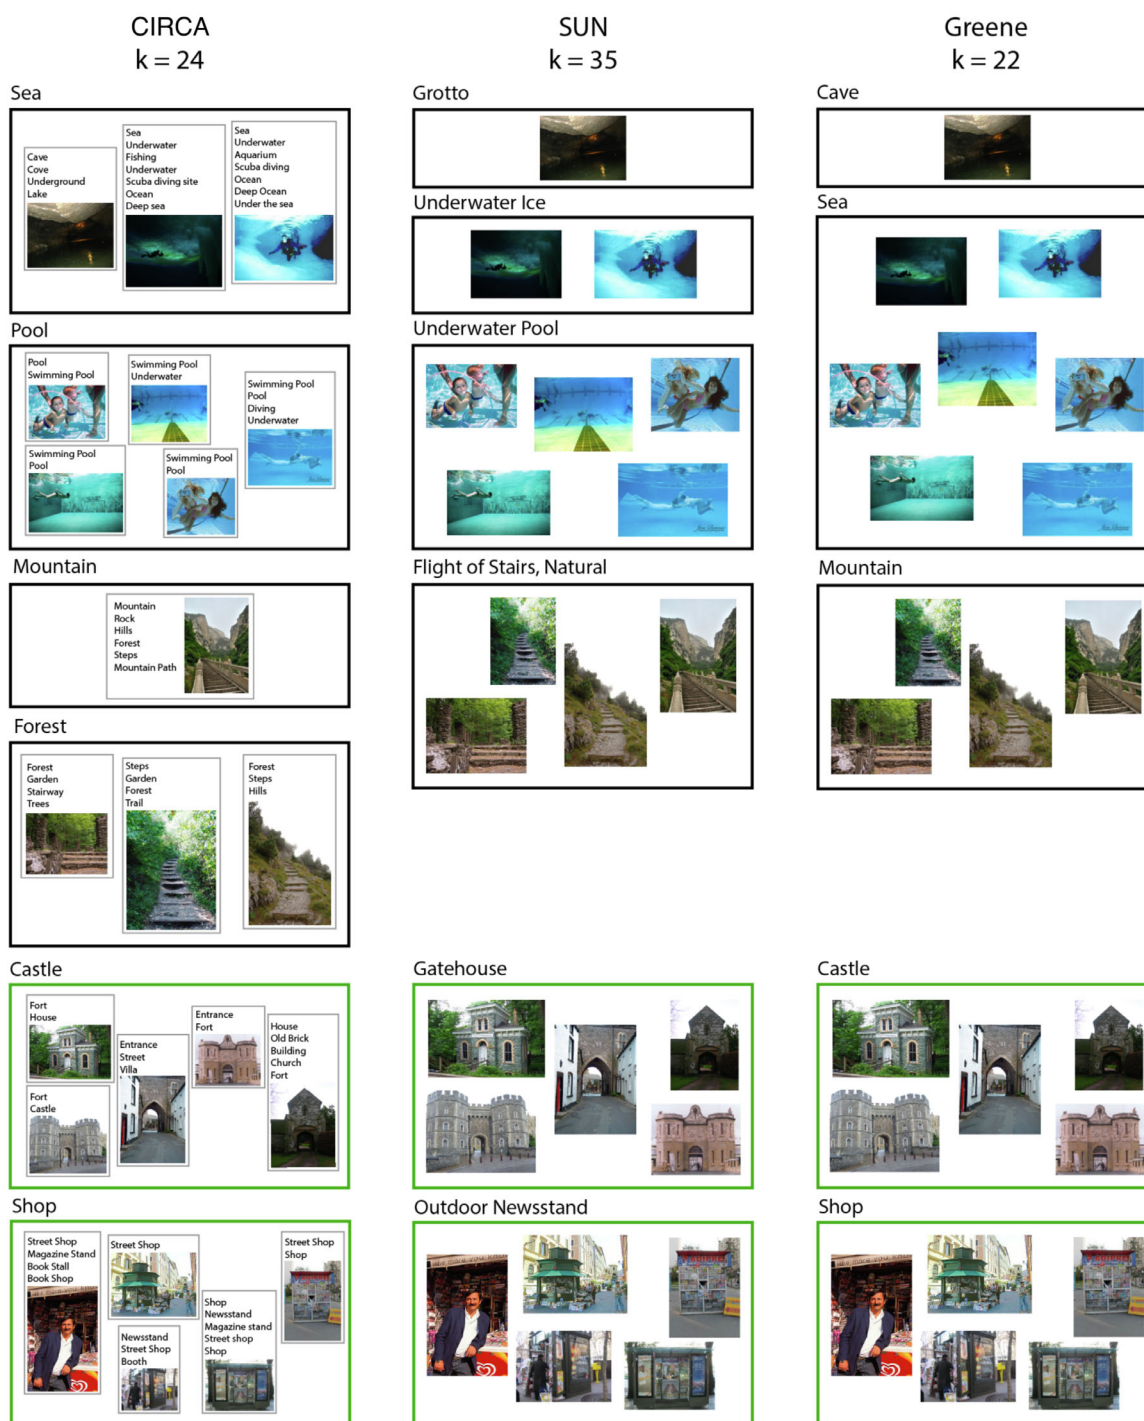 CIRCA
k = 24
SUN
k = 35
Greene
k = 22
Sea
Cave
Cove
Underground
Lake
Sea
Underwater
Fishing
Underwater
Scuba diving site
Ocean
Deep sea
Sea
Underwater
Aquarium
Scuba diving
Ocean
Deep Ocean
Under the sea
Grotto
Underwater Ice
Cave
Sea
Pool
Pool
Swimming Pool
Swimming Pool
Underwater
Swimming Pool
Pool
Diving
Underwater
Swimming Pool
Pool
Swimming Pool
Pool
Underwater Pool
Mountain
Mountain
Rock
Hills
Forest
Steps
Mountain Path
Flight of Stairs, Natural
Mountain
Forest
Forest
Garden
Stairway
Trees
Steps
Garden
Forest
Trail
Forest
Steps
Hills
Castle
Fort
House
Entrance
Street
Villa
Entrance
Fort
House
Old Brick
Building
Church
Fort
Fort
Castle
Gatehouse
Castle
Shop
Street Shop
Magazine Stand
Book Stall
Book Shop
Street Shop
Newsstand
Street Shop
Booth
Shop
Newsstand
Magazine stand
Street shop
Shop
Street Shop
Shop
Outdoor Newsstand
Shop